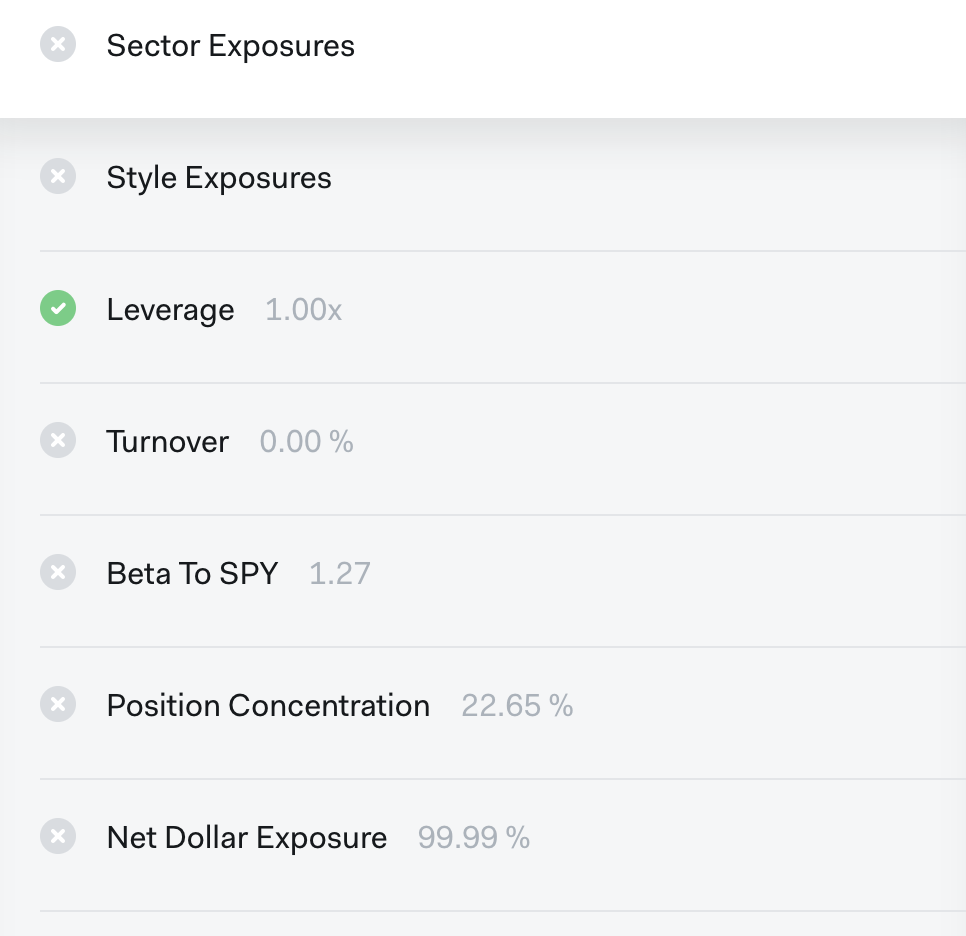 Sector Exposures
Style Exposures
Leverage 1.00x
Turnover 0.00 %
Beta To SPY 1.27
Position Concentration 22.65 %
Net Dollar Exposure 99.99 %